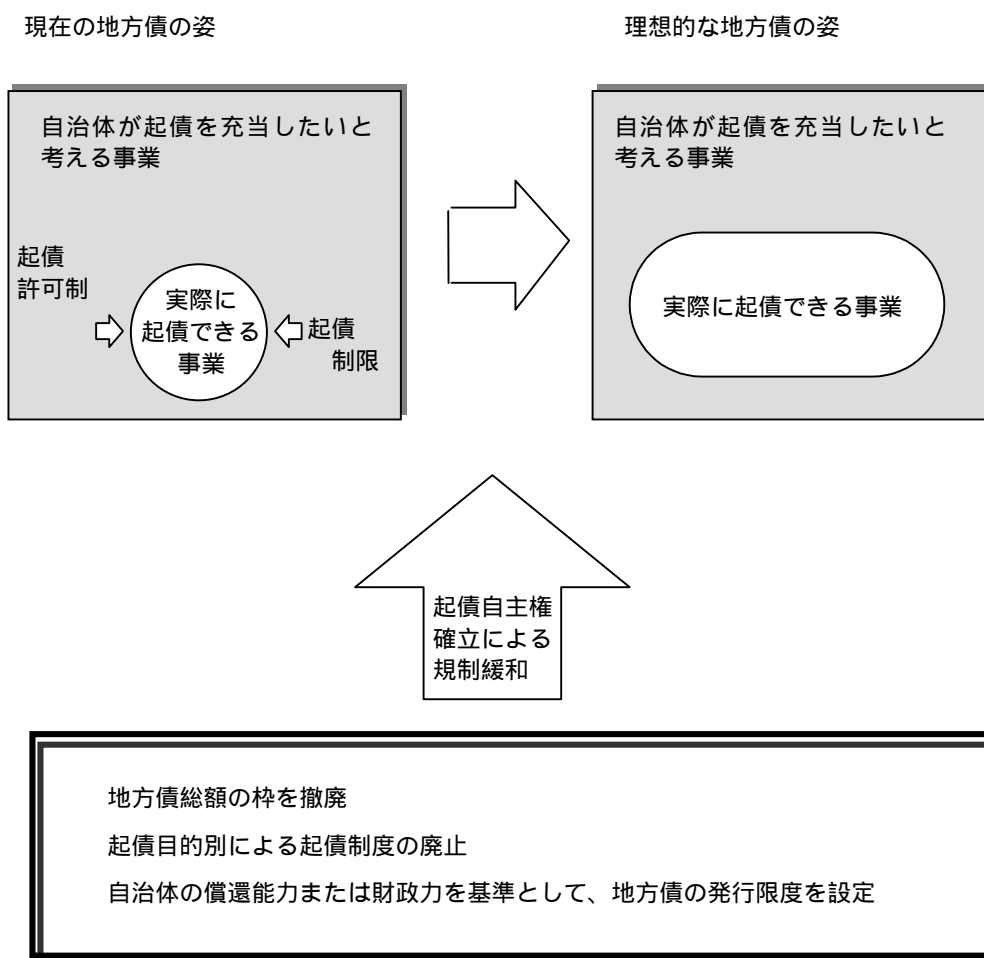 現在の地方債の姿
理想的な地方債の姿
自治体が起債を充当したいと
考える事業
起債
許可制
実際に
起債できる
事業
起債
制限
自治体が起債を充当したいと
考える事業
実際に起債できる事業
起債自主権
確立による
規制緩和
地方債総額の枠を撤廃
起債目的別による起債制度の廃止
自治体の償還能力または財政力を基準として、地方債の発行限度を設定